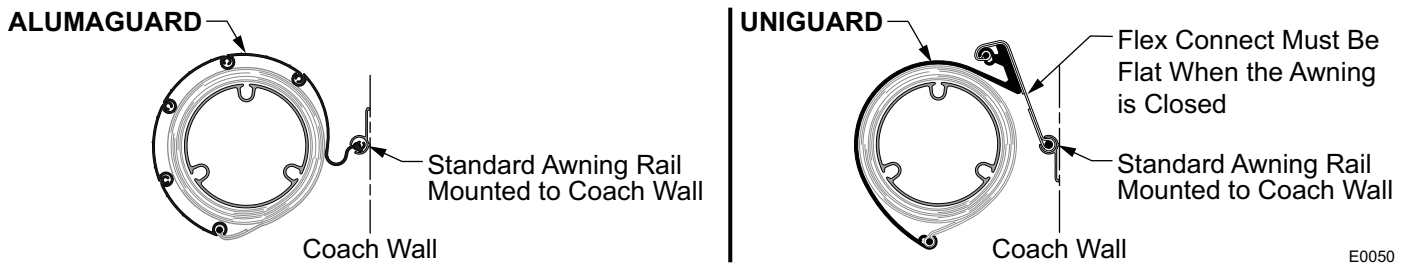 ALUMAGUARD
Standard Awning Rail
Mounted to Coach Wall
Coach Wall
UNIGUARD
Flex Connect Must Be
Flat When the Awning
is Closed
Standard Awning Rail
Mounted to Coach Wall
Coach Wall
E0050